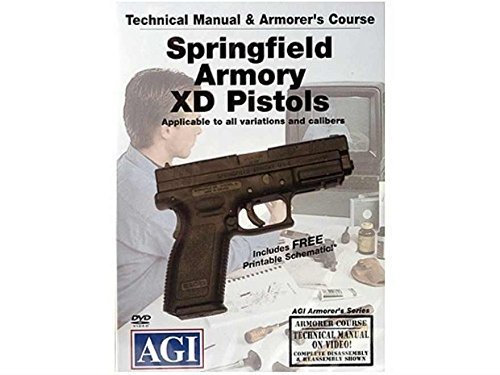 Technical Manual & Armorer's Course
Springfield
Armory
XD Pistols
Applicable to all variations and calibers
Includes FREE
Printable Schematic!*
AGI Armorer's Series
ARMORER COURSE
TECHNICAL MANUAL
ON VIDEO!
COMPLETE DISASSEMBLY
& REASSEMBLY SHOWN
DVD
VIDEO
AGI